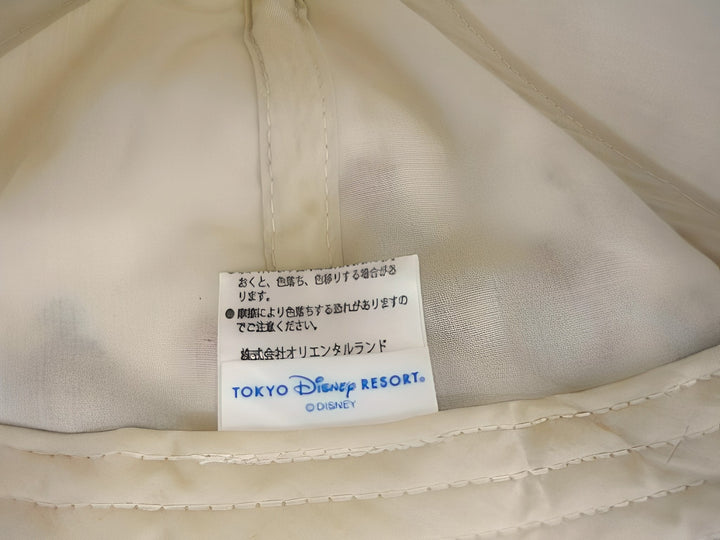 おくと、色落ち、色移りする場合があ
ります。
●摩擦により色落ちする恐れがありますの
でご注意ください。
株式会社オリエンタルランド
TOKYO Disney RESORT®
©DISNEY